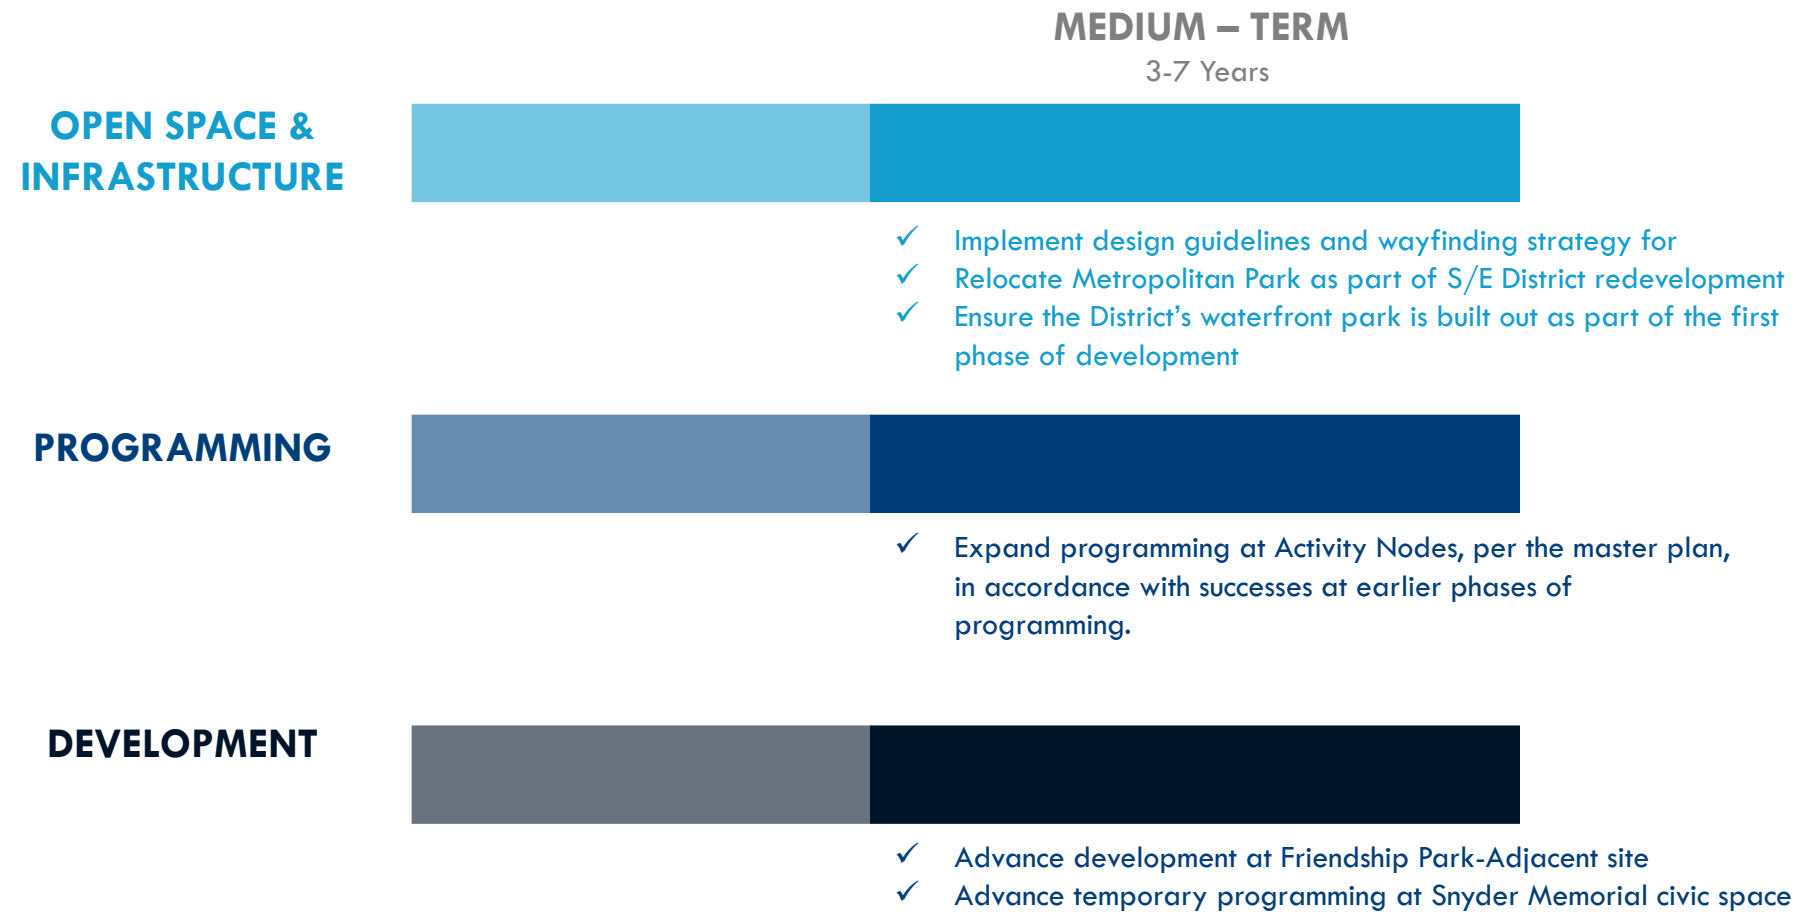 MEDIUM – TERM
3-7 Years
OPEN SPACE &
INFRASTRUCTURE
✓ Implement design guidelines and wayfinding strategy for
✓ Relocate Metropolitan Park as part of S/E District redevelopment
✓ Ensure the District’s waterfront park is built out as part of the first
phase of development
PROGRAMMING
✓ Expand programming at Activity Nodes, per the master plan,
in accordance with successes at earlier phases of
programming.
DEVELOPMENT
✓ Advance development at Friendship Park-Adjacent site
✓ Advance temporary programming at Snyder Memorial civic space